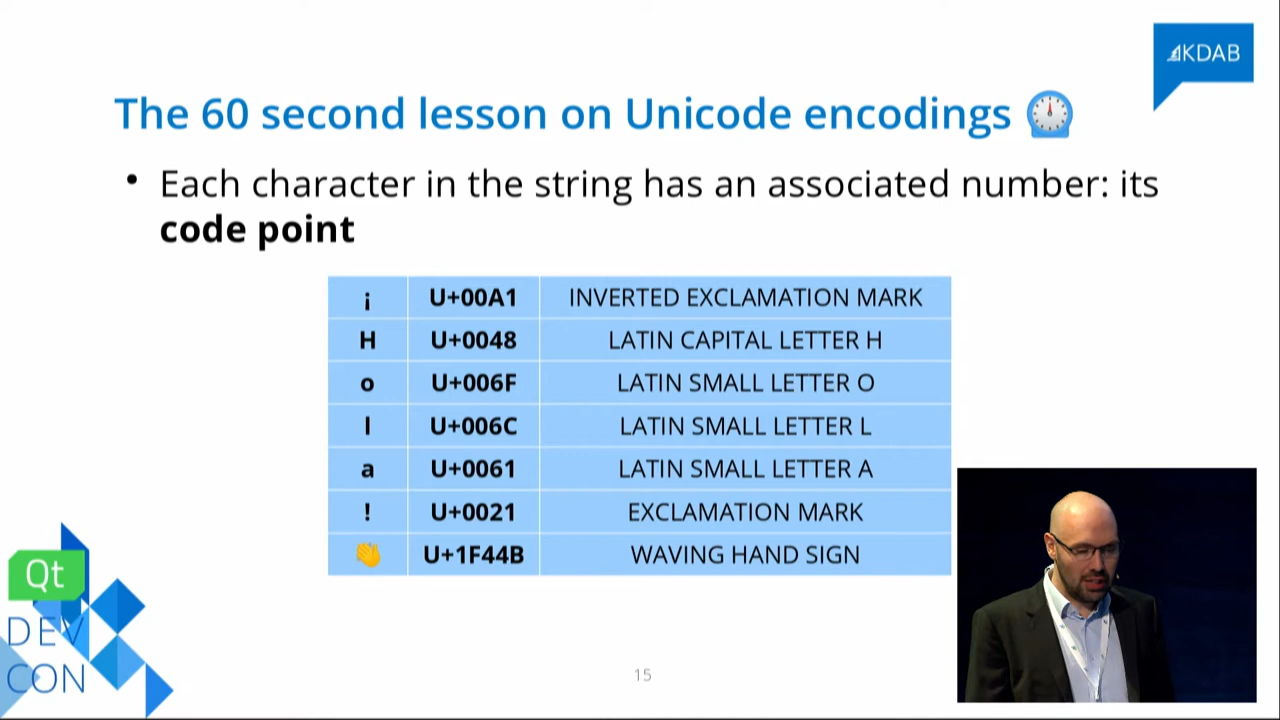 KDAB
The 60 second lesson on Unicode encodings ⏲
• Each character in the string has an associated number: its
code point
¡ U+00A1 INVERTED EXCLAMATION MARK
H U+0048 LATIN CAPITAL LETTER H
o U+006F LATIN SMALL LETTER O
l U+006C LATIN SMALL LETTER L
a U+0061 LATIN SMALL LETTER A
! U+0021 EXCLAMATION MARK
👋 U+1F44B WAVING HAND SIGN
Qt
DEV
CON
15